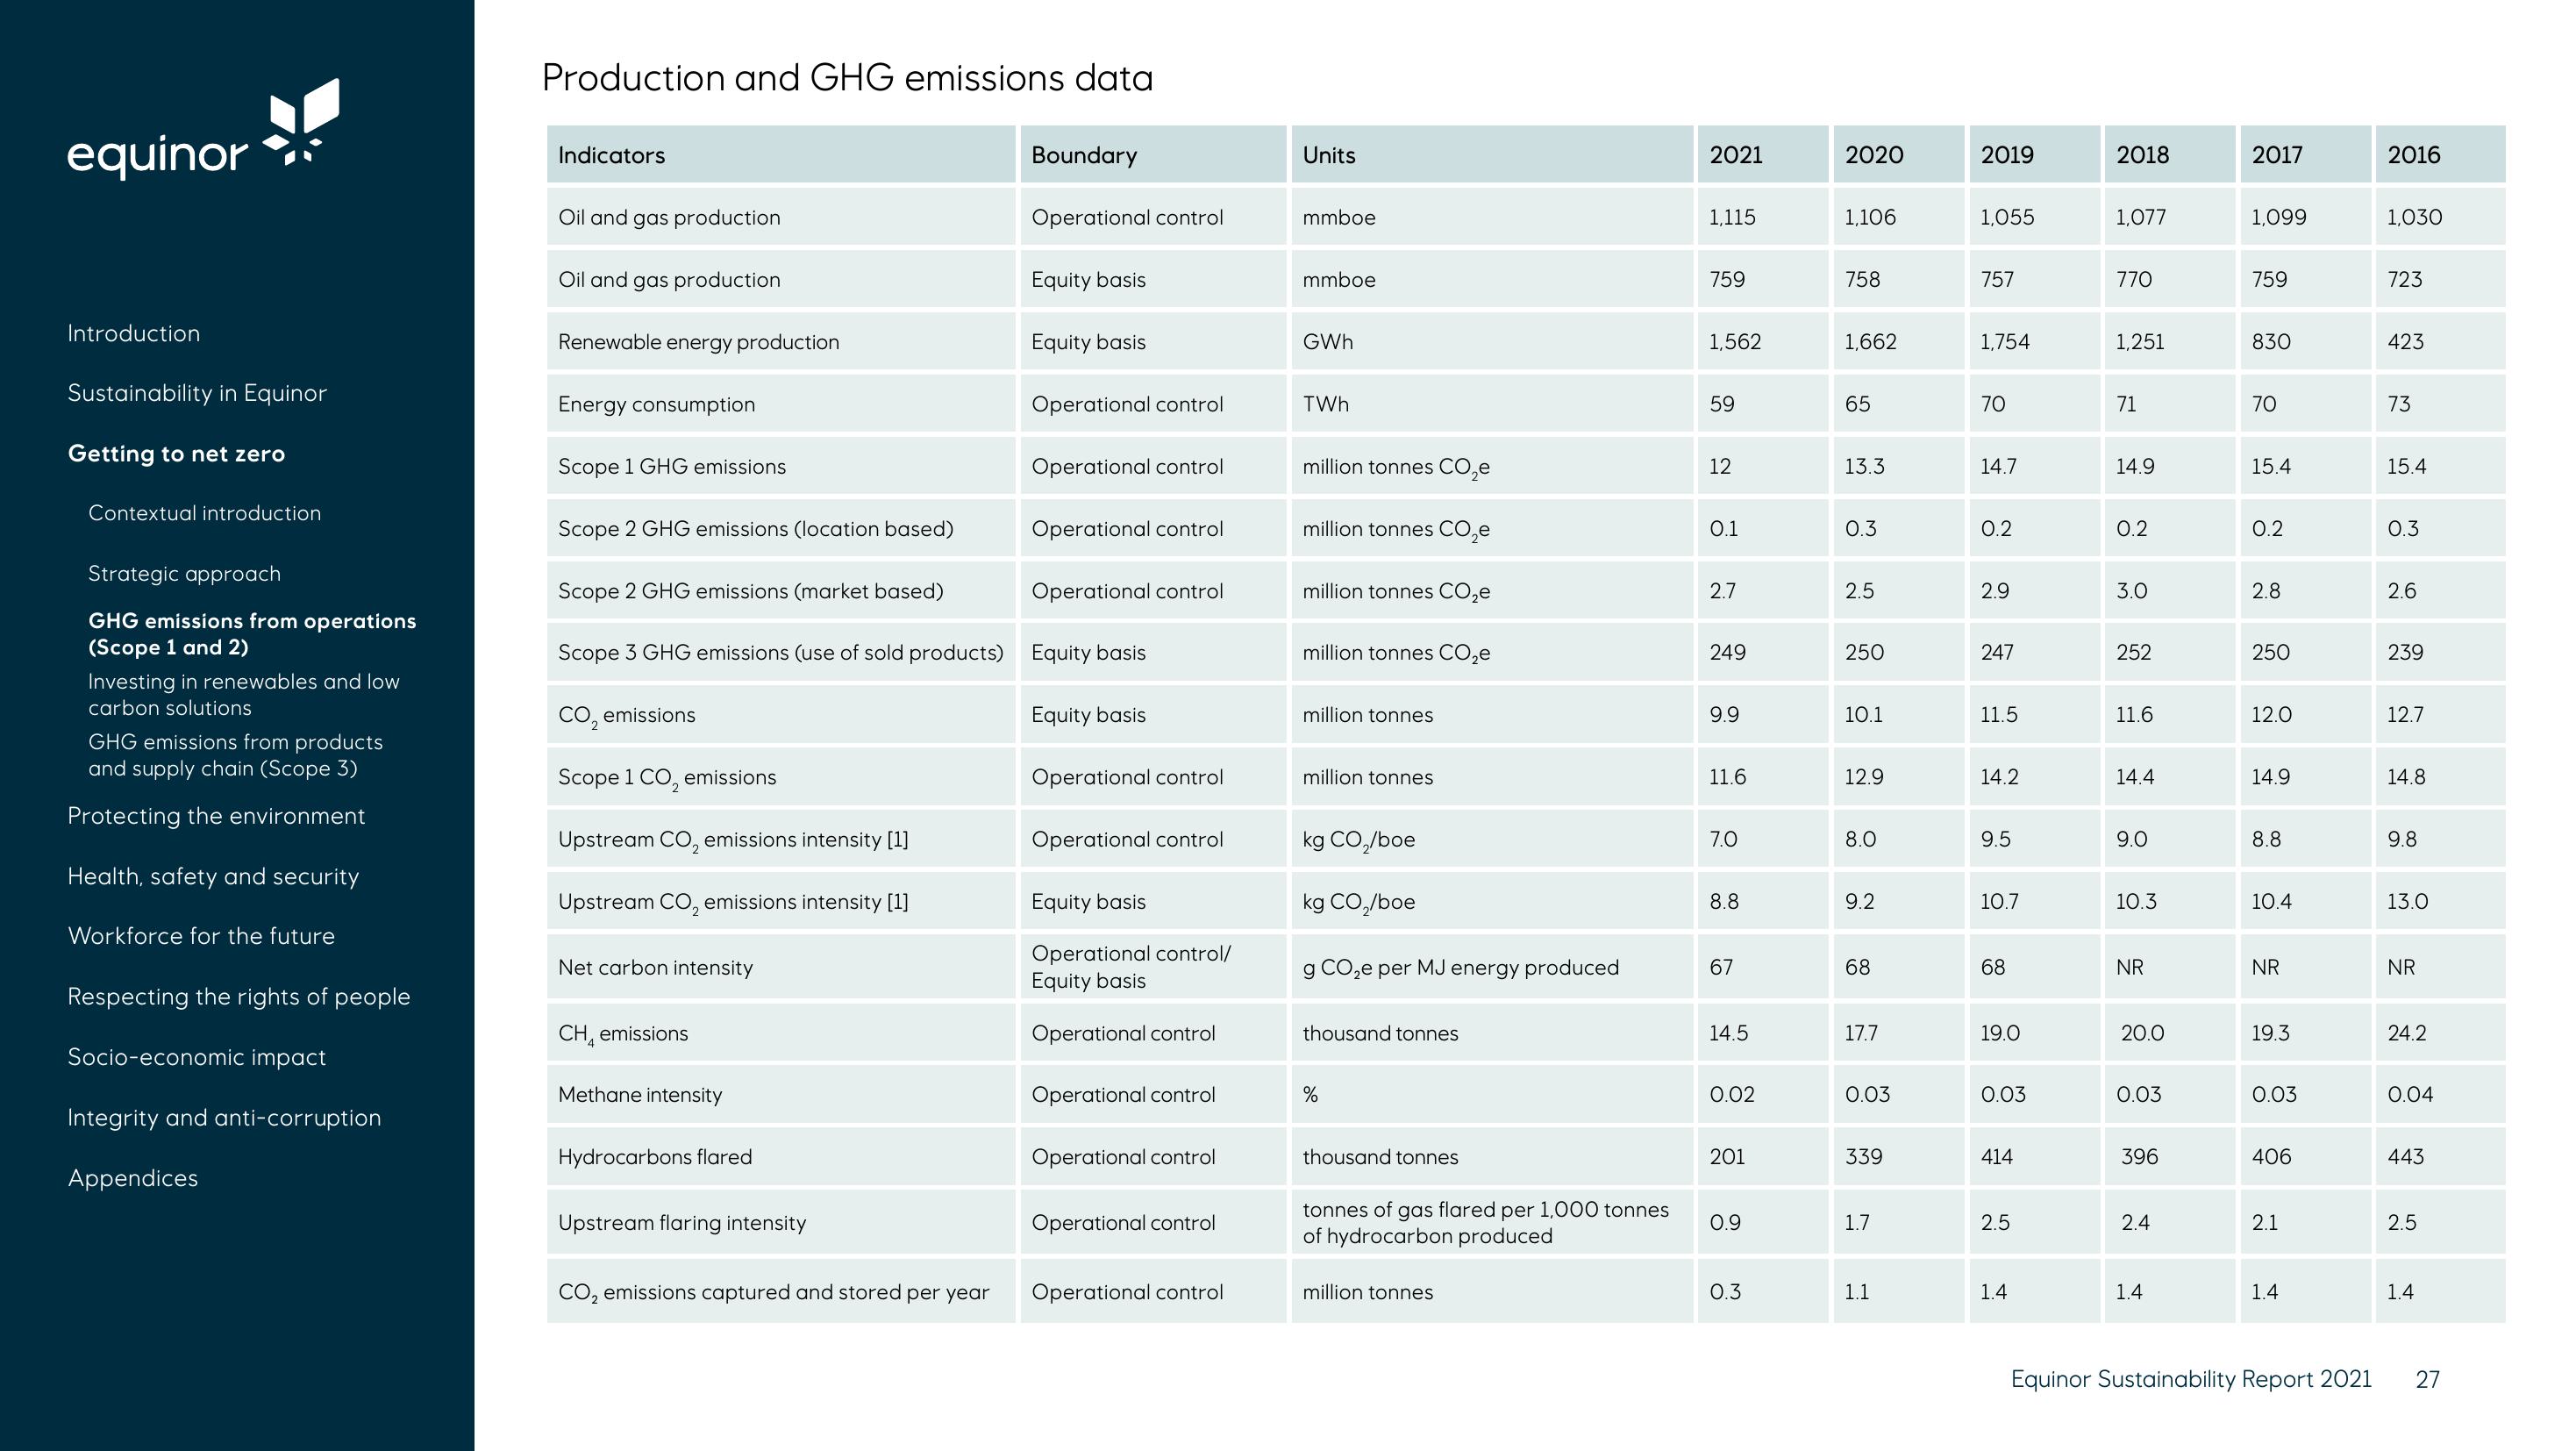 equinor
Introduction
Sustainability in Equinor
Getting to net zero
Contextual introduction
Strategic approach
GHG emissions from operations
(Scope 1 and 2)
Investing in renewables and low
carbon solutions
GHG emissions from products
and supply chain (Scope 3)
Protecting the environment
Health, safety and security
Workforce for the future
Respecting the rights of people
Socio-economic impact
Integrity and anti-corruption
Appendices
Production and GHG emissions data
Indicators Boundary Units 2021 2020 2019 2018 2017 2016
Oil and gas production Operational control mmboe 1,115 1,106 1,055 1,077 1,099 1,030
Oil and gas production Equity basis mmboe 759 758 757 770 759 723
Renewable energy production Equity basis GWh 1,562 1,662 1,754 1,251 830 423
Energy consumption Operational control TWh 59 65 70 71 70 73
Scope 1 GHG emissions Operational control million tonnes CO₂e 12 13.3 14.7 14.9 15.4 15.4
Scope 2 GHG emissions (location based) Operational control million tonnes CO₂e 0.1 0.3 0.2 0.2 0.2 0.3
Scope 2 GHG emissions (market based) Operational control million tonnes CO₂e 2.7 2.5 2.9 3.0 2.8 2.6
Scope 3 GHG emissions (use of sold products) Equity basis million tonnes CO₂e 249 250 247 252 250 239
CO₂ emissions Equity basis million tonnes 9.9 10.1 11.5 11.6 12.0 12.7
Scope 1 CO₂ emissions Operational control million tonnes 11.6 12.9 14.2 14.4 14.9 14.8
Upstream CO₂ emissions intensity [1] Operational control kg CO₂/boe 7.0 8.0 9.5 9.0 8.8 9.8
Upstream CO₂ emissions intensity [1] Equity basis kg CO₂/boe 8.8 9.2 10.7 10.3 10.4 13.0
Net carbon intensity Operational control/
Equity basis g CO₂e per MJ energy produced 67 68 68 NR NR NR
CH₄ emissions Operational control thousand tonnes 14.5 17.7 19.0 20.0 19.3 24.2
Methane intensity Operational control % 0.02 0.03 0.03 0.03 0.03 0.04
Hydrocarbons flared Operational control thousand tonnes 201 339 414 396 406 443
Upstream flaring intensity Operational control tonnes of gas flared per 1,000 tonnes
of hydrocarbon produced 0.9 1.7 2.5 2.4 2.1 2.5
CO₂ emissions captured and stored per year Operational control million tonnes 0.3 1.1 1.4 1.4 1.4 1.4
Equinor Sustainability Report 2021 27